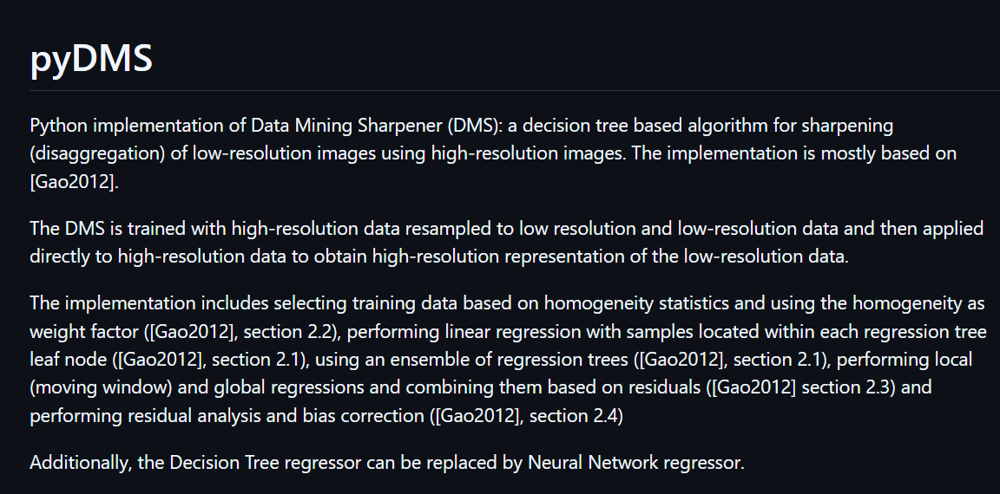 pyDMS
Python implementation of Data Mining Sharpener (DMS): a decision tree based algorithm for sharpening
(disaggregation) of low-resolution images using high-resolution images. The implementation is mostly based on
[Gao2012].
The DMS is trained with high-resolution data resampled to low resolution and low-resolution data and then applied
directly to high-resolution data to obtain high-resolution representation of the low-resolution data.
The implementation includes selecting training data based on homogeneity statistics and using the homogeneity as
weight factor ([Gao2012], section 2.2), performing linear regression with samples located within each regression tree
leaf node ([Gao2012], section 2.1), using an ensemble of regression trees ([Gao2012], section 2.1), performing local
(moving window) and global regressions and combining them based on residuals ([Gao2012] section 2.3) and
performing residual analysis and bias correction ([Gao2012], section 2.4)
Additionally, the Decision Tree regressor can be replaced by Neural Network regressor.